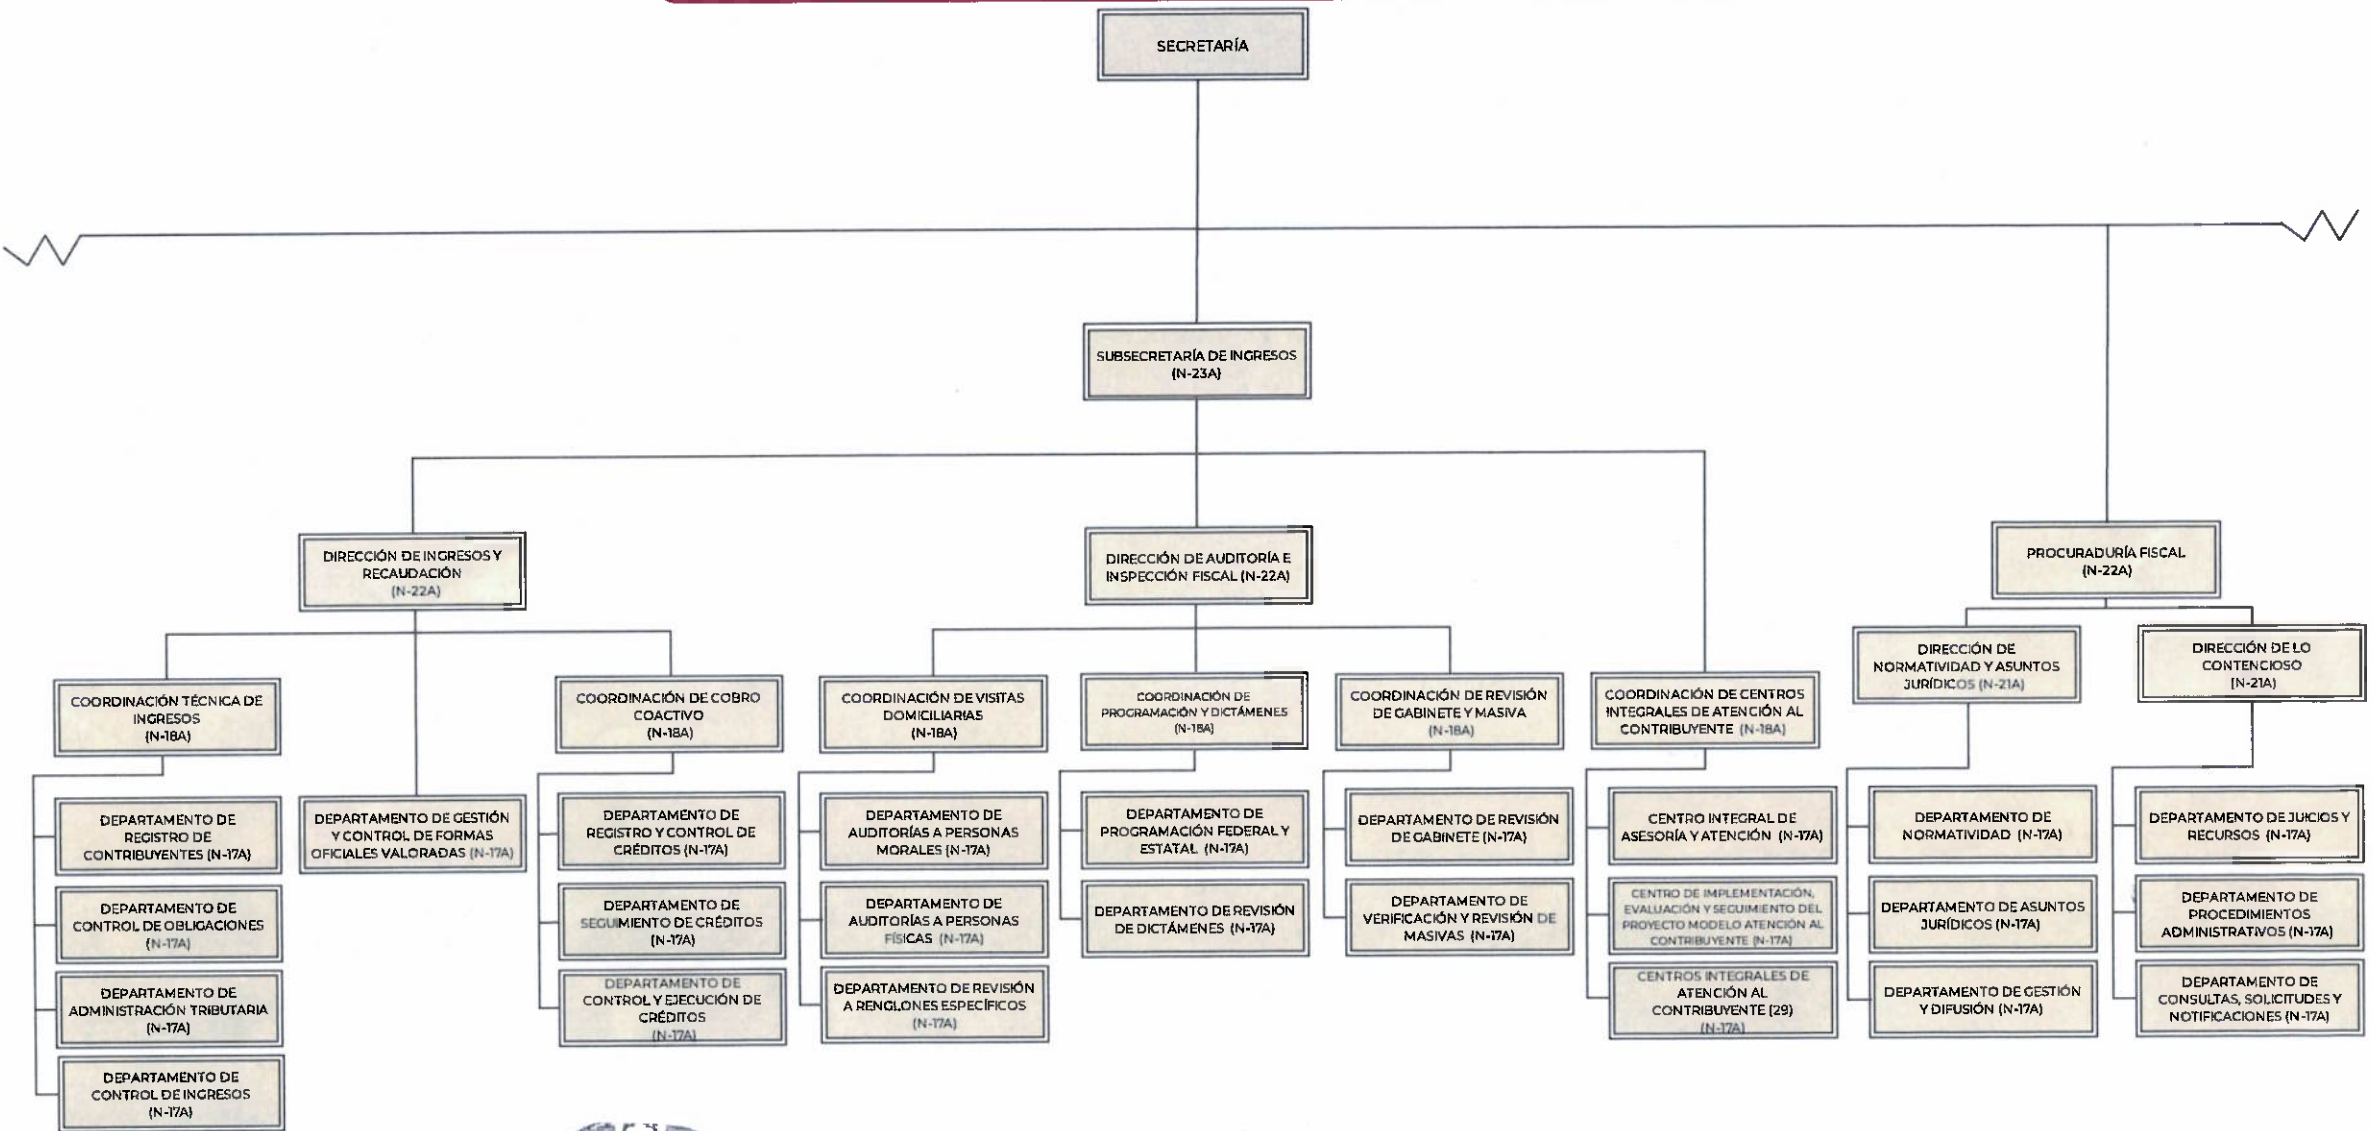 SECRETARÍA
SUBSECRETARÍA DE INGRESOS
(N-23A)
DIRECCIÓN DE INGRESOS Y
RECAUDACIÓN
(N-22A)
DIRECCIÓN DE AUDITORÍA E
INSPECCIÓN FISCAL (N-22A)
PROCURADURÍA FISCAL
(N-22A)
COORDINACIÓN TÉCNICA DE
INGRESOS
(N-18A)
COORDINACIÓN DE COBRO
COACTIVO
(N-18A)
COORDINACIÓN DE VISITAS
DOMICILIARIAS
(N-18A)
COORDINACIÓN DE
PROGRAMACIÓN Y DICTÁMENES
(N-18A)
COORDINACIÓN DE REVISIÓN
DE GABINETE Y MASIVA
(N-18A)
COORDINACIÓN DE CENTROS
INTEGRALES DE ATENCIÓN AL
CONTRIBUYENTE (N-18A)
DIRECCIÓN DE
NORMATIVIDAD Y ASUNTOS
JURÍDICOS (N-21A)
DIRECCIÓN DE LO
CONTENCIOSO
(N-21A)
DEPARTAMENTO DE
REGISTRO DE
CONTRIBUYENTES (N-17A)
DEPARTAMENTO DE
CONTROL DE OBLIGACIONES
(N-17A)
DEPARTAMENTO DE
ADMINISTRACIÓN TRIBUTARIA
(N-17A)
DEPARTAMENTO DE
CONTROL DE INGRESOS
(N-17A)
DEPARTAMENTO DE GESTIÓN
Y CONTROL DE FORMAS
OFICIALES VALORADAS (N-17A)
DEPARTAMENTO DE
REGISTRO Y CONTROL DE
CRÉDITOS (N-17A)
DEPARTAMENTO DE
SEGUIMIENTO DE CRÉDITOS
(N-17A)
DEPARTAMENTO DE
CONTROL Y EJECUCIÓN DE
CRÉDITOS
(N-17A)
DEPARTAMENTO DE
AUDITORÍAS A PERSONAS
MORALES (N-17A)
DEPARTAMENTO DE
AUDITORÍAS A PERSONAS
FÍSICAS (N-17A)
DEPARTAMENTO DE REVISIÓN
A RENGLONES ESPECÍFICOS
(N-17A)
DEPARTAMENTO DE
PROGRAMACIÓN FEDERAL Y
ESTATAL (N-17A)
DEPARTAMENTO DE REVISIÓN
DE DICTÁMENES (N-17A)
DEPARTAMENTO DE REVISIÓN
DE GABINETE (N-17A)
DEPARTAMENTO DE
VERIFICACIÓN Y REVISIÓN DE
MASIVAS (N-17A)
CENTRO INTEGRAL DE
ASESORÍA Y ATENCIÓN (N-17A)
CENTRO DE IMPLEMENTACIÓN,
EVALUACIÓN Y SEGUIMIENTO DEL
PROYECTO MODELO ATENCIÓN AL
CONTRIBUYENTE (N-17A)
CENTROS INTEGRALES DE
ATENCIÓN AL
CONTRIBUYENTE (29)
(N-17A)
DEPARTAMENTO DE
NORMATIVIDAD (N-17A)
DEPARTAMENTO DE ASUNTOS
JURÍDICOS (N-17A)
DEPARTAMENTO DE GESTIÓN
Y DIFUSIÓN (N-17A)
DEPARTAMENTO DE JUICIOS Y
RECURSOS (N-17A)
DEPARTAMENTO DE
PROCEDIMIENTOS
ADMINISTRATIVOS (N-17A)
DEPARTAMENTO DE
CONSULTAS, SOLICITUDES Y
NOTIFICACIONES (N-17A)